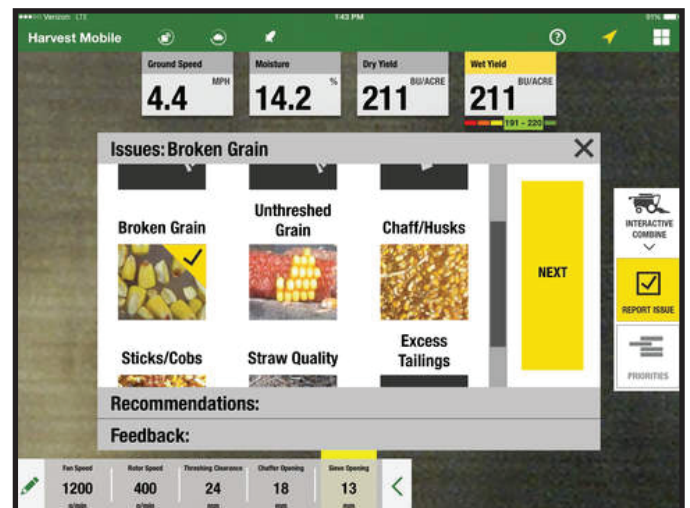 Verizon LTE 1:43 PM 91%
Harvest Mobile
Ground Speed Moisture Dry Yield Wet Yield
MPH % BU/ACRE BU/ACRE
4.4 14.2 211 211
191 - 220
Issues: Broken Grain
Broken Grain Unthreshed Grain Chaff/Husks
INTERACTIVE
COMBINE
NEXT
REPORT ISSUE
Sticks/Cobs Straw Quality Excess Tailings
PRIORITIES
Recommendations:
Feedback:
Fan Speed Rotor Speed Threshing Clearance Chaffer Opening Sieve Opening
1200 400 24 18 13